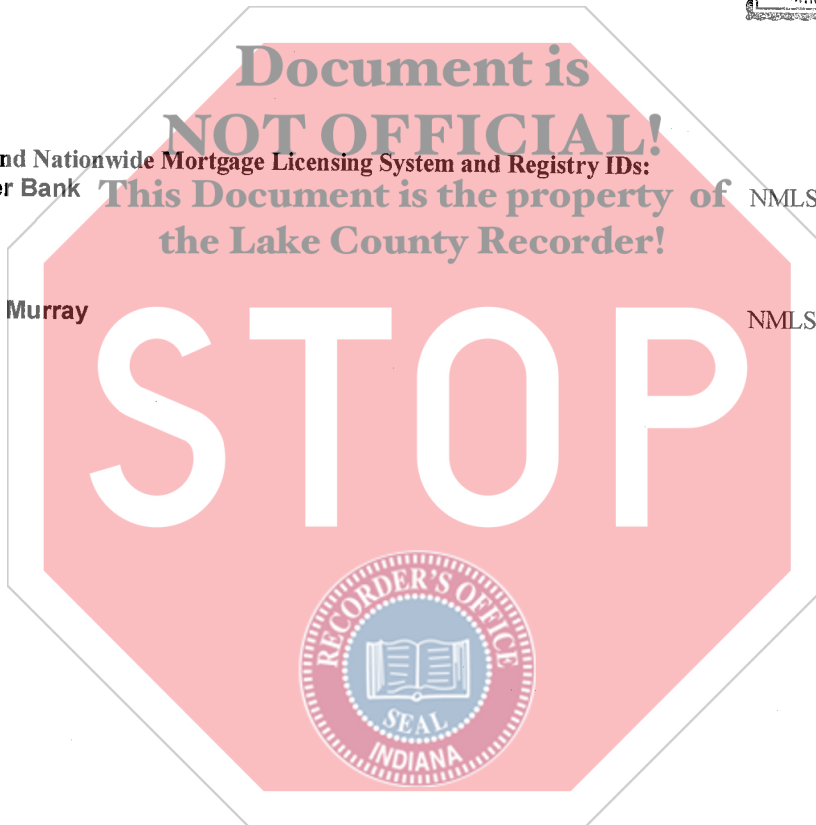 Document is
NOT OFFICIAL!
nd Nationwide Mortgage Licensing System and Registry IDs:
er Bank
This Document is the property of
NMLS
the Lake County Recorder!
Murray
NMLS
STOP
RECORDER'S OFFICE
SEAL
INDIANA